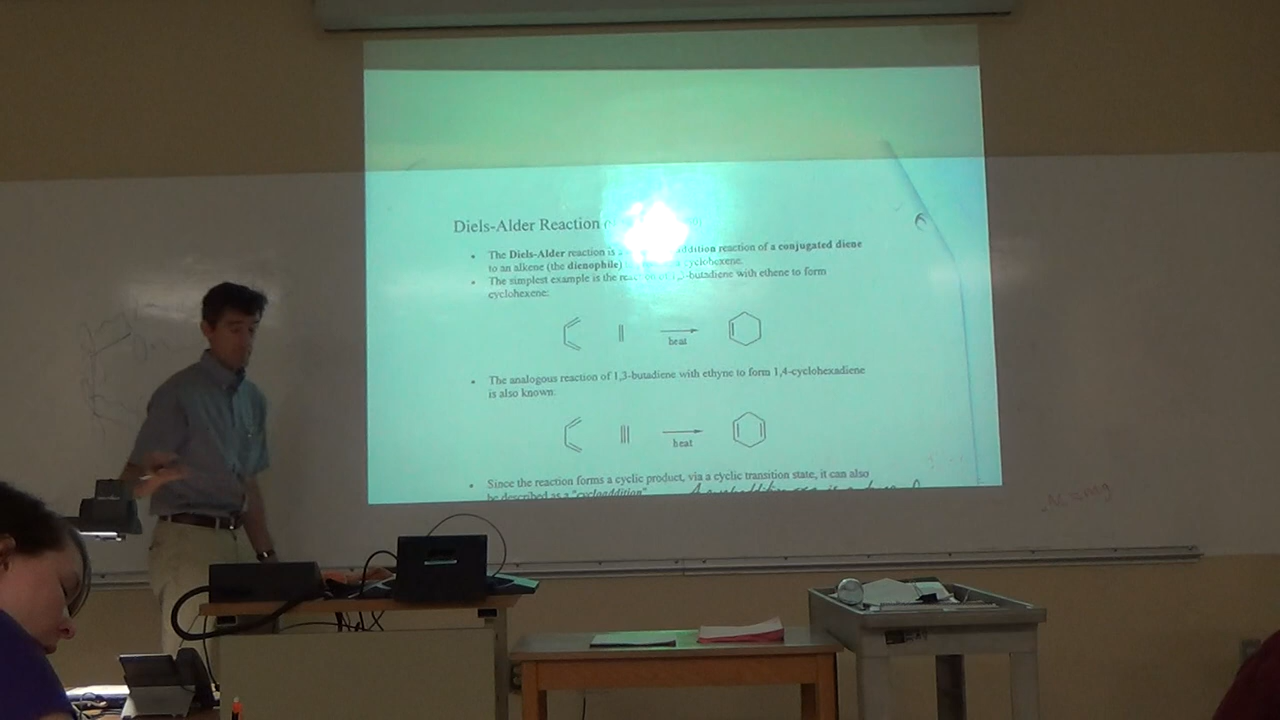 Diels-Alder Reaction
• The Diels-Alder reaction is reaction of a conjugated diene
to an alkene (the dienophile) cyclohexene.
• The simplest example is the reaction of 1,3-butadiene with ethene to form
cyclohexene:
heat
• The analogous reaction of 1,3-butadiene with ethyne to form 1,4-cyclohexadiene
is also known.
heat
• Since the reaction forms a cyclic product, via a cyclic transition state, it can also
be described as a "cycloaddition"